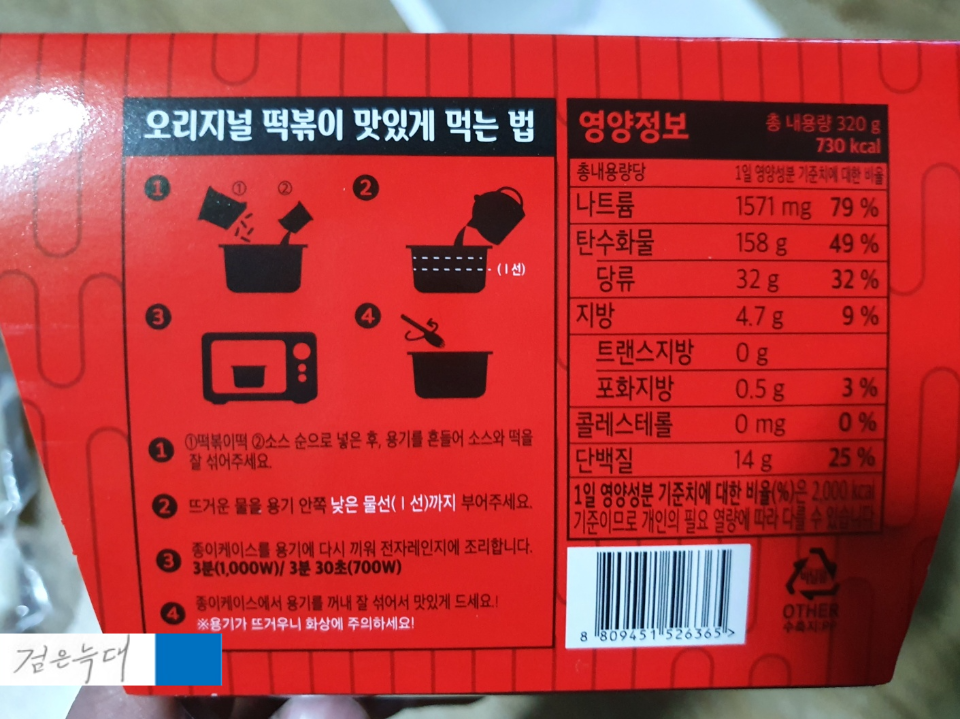 오리지널 떡볶이 맛있게 먹는 법
1
① ②
2
(ㅣ선)
3
4
1 ①떡볶이떡 ②소스 순으로 넣은 후, 용기를 흔들어 소스와 떡을
잘 섞어주세요.
2 뜨거운 물을 용기 안쪽 낮은 물선(ㅣ선)까지 부어주세요.
3 종이케이스를 용기에 다시 끼워 전자레인지에 조리합니다.
3분(1,000W)/ 3분 30초(700W)
4 종이케이스에서 용기를 꺼내 잘 섞어서 맛있게 드세요.!
※용기가 뜨거우니 화상에 주의하세요!
영양정보
총 내용량 320 g
730 kcal
총내용량당 1일 영양성분 기준치에 대한 비율
나트륨 1571 mg 79 %
탄수화물 158 g 49 %
당류 32 g 32 %
지방 4.7 g 9 %
트랜스지방 0 g
포화지방 0.5 g 3 %
콜레스테롤 0 mg 0 %
단백질 14 g 25 %
1일 영양성분 기준치에 대한 비율(%)은 2,000 kcal
기준이므로 개인의 필요 열량에 따라 다를 수 있습니다
8 809451 526365 >
OTHER
검은늑대